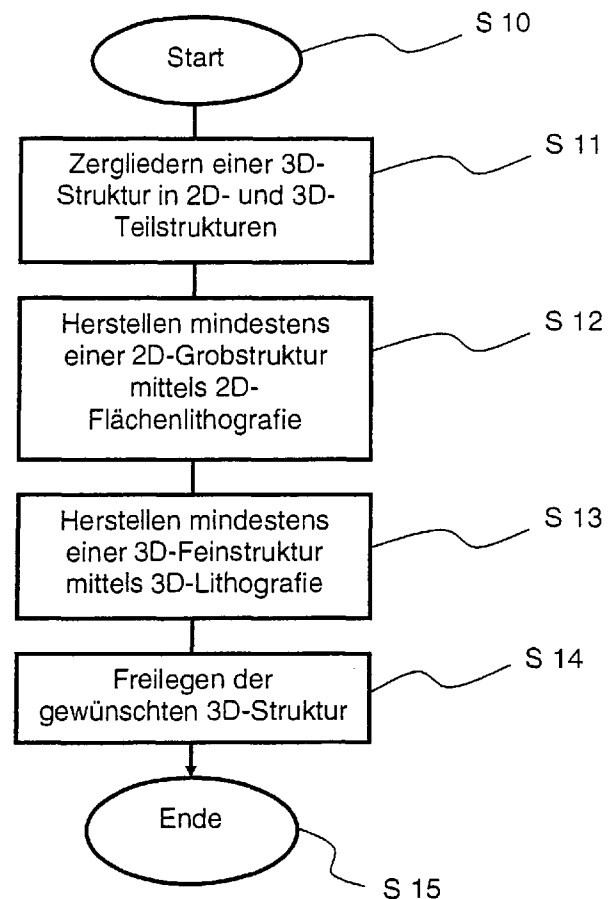 S 10
Start
S 11
Zergliedern einer 3D-
Struktur in 2D- und 3D-
Teilstrukturen
S 12
Herstellen mindestens
einer 2D-Grobstruktur
mittels 2D-
Flächenlithografie
S 13
Herstellen mindestens
einer 3D-Feinstruktur
mittels 3D-Lithografie
S 14
Freilegen der
gewünschten 3D-Struktur
Ende
S 15